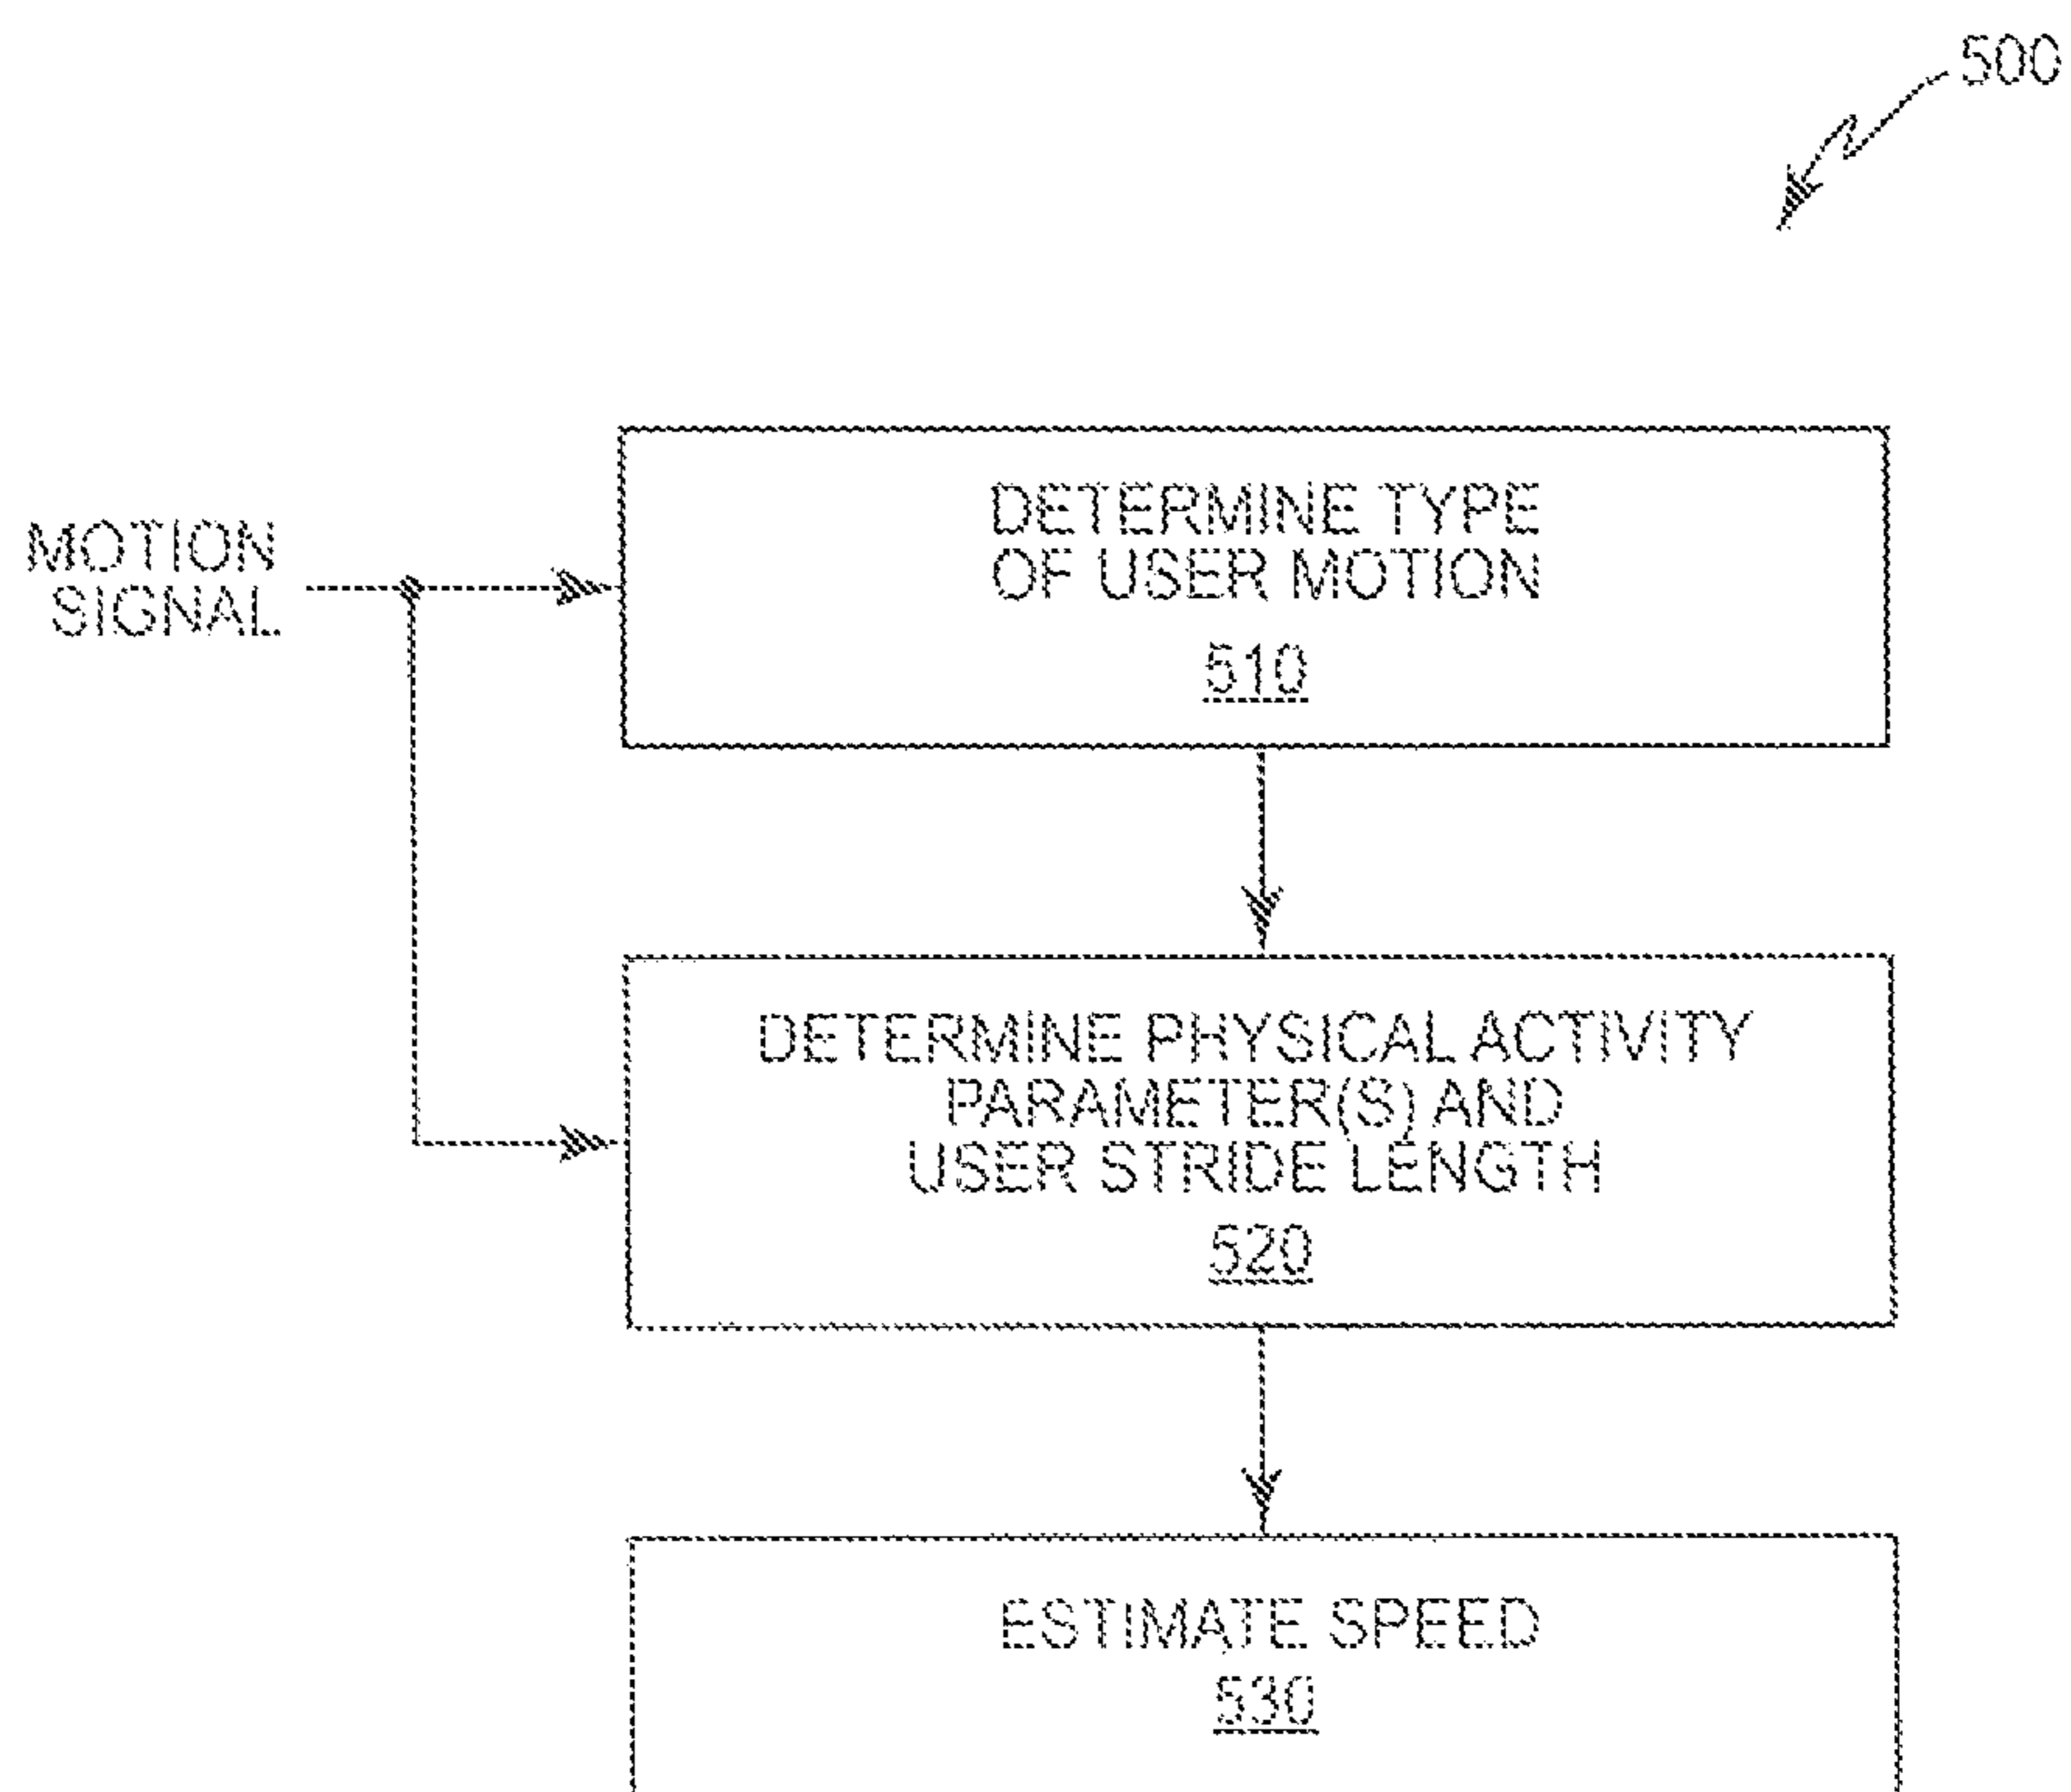 500
DETERMINE TYPE
OF USER MOTION
510
MOTION
SIGNAL
DETERMINE PHYSICAL ACTIVITY
PARAMETER(S) AND
USER STRIDE LENGTH
520
ESTIMATE SPEED
530